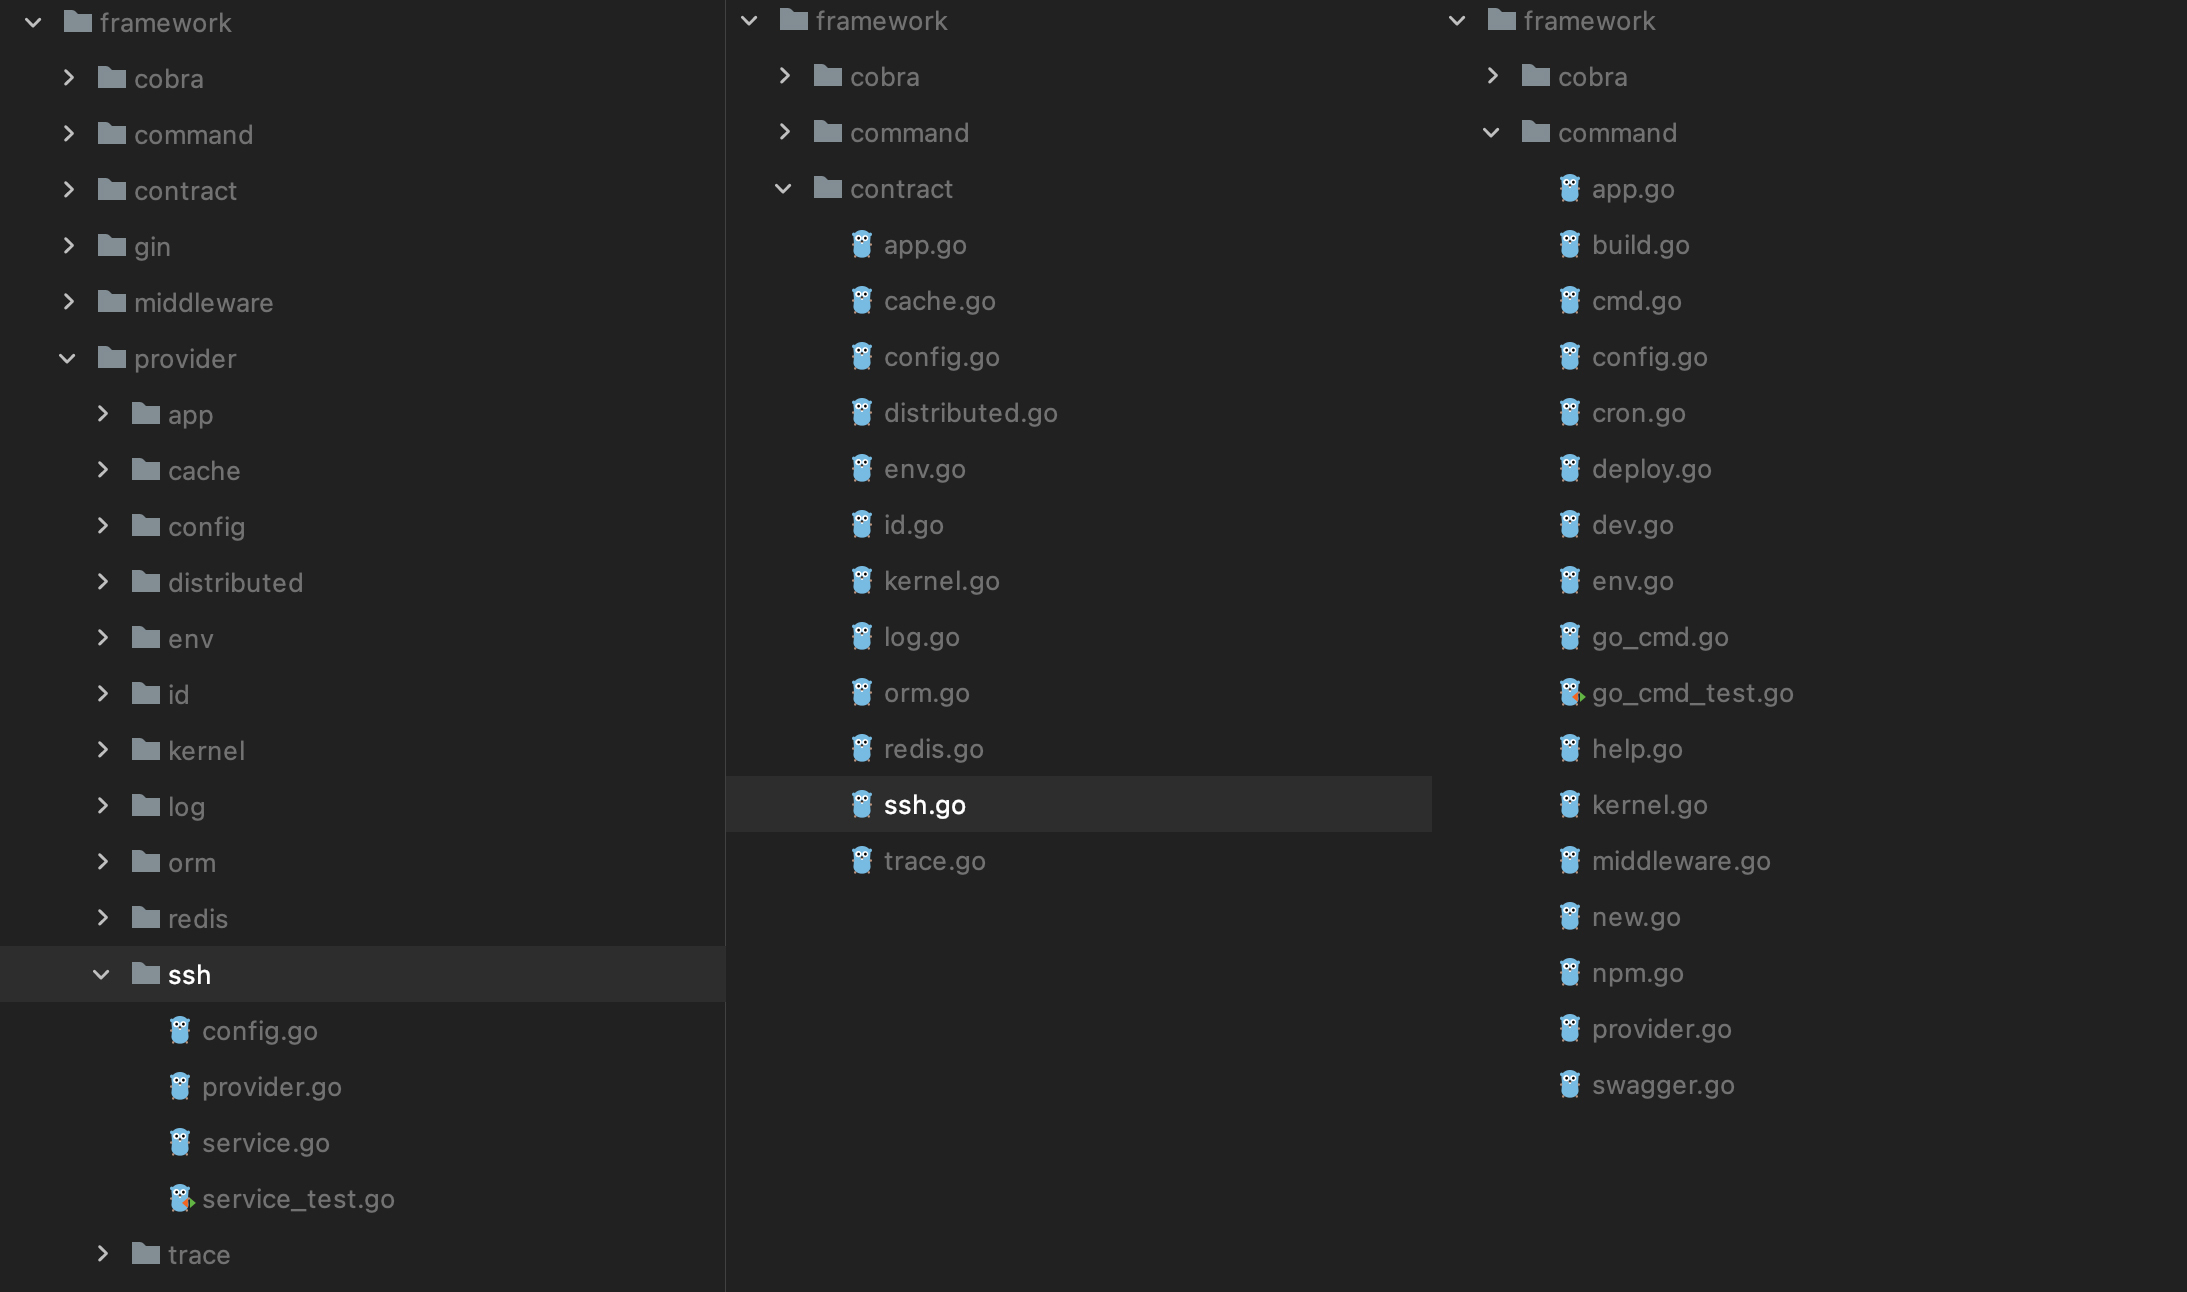 framework
cobra
command
contract
gin
middleware
provider
app
cache
config
distributed
env
id
kernel
log
orm
redis
ssh
config.go
provider.go
service.go
service_test.go
trace
framework
cobra
command
contract
app.go
cache.go
config.go
distributed.go
env.go
id.go
kernel.go
log.go
orm.go
redis.go
ssh.go
trace.go
framework
cobra
command
app.go
build.go
cmd.go
config.go
cron.go
deploy.go
dev.go
env.go
go_cmd.go
go_cmd_test.go
help.go
kernel.go
middleware.go
new.go
npm.go
provider.go
swagger.go